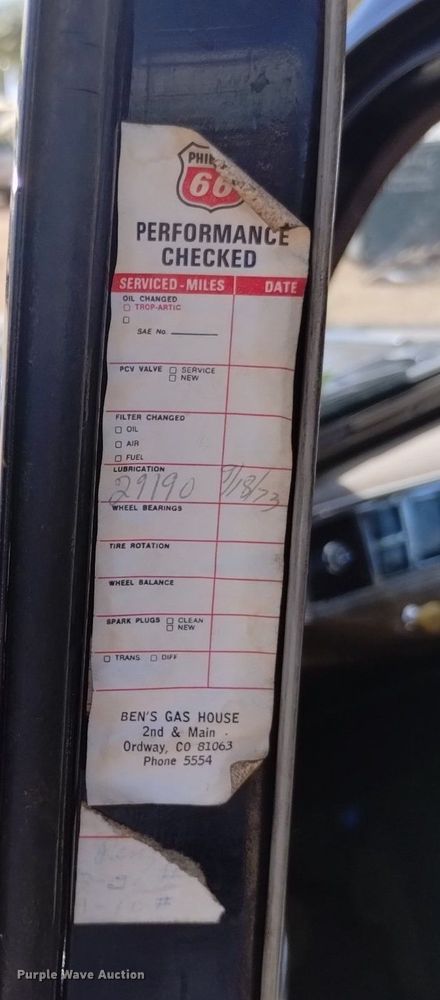 PHI
66
PERFORMANCE
CHECKED
SERVICED-MILES DATE
OIL CHANGED
TROP-ARTIC
SAE No.
PCV VALVE SERVICE
NEW
FILTER CHANGED
OIL
AIR
FUEL
LUBRICATION
29190 9/18/73
WHEEL BEARINGS
TIRE ROTATION
WHEEL BALANCE
SPARK PLUGS CLEAN
NEW
TRANS DIFF
BEN'S GAS HOUSE
2nd & Main
Ordway, CO 81063
Phone 5554
Purple Wave Auction